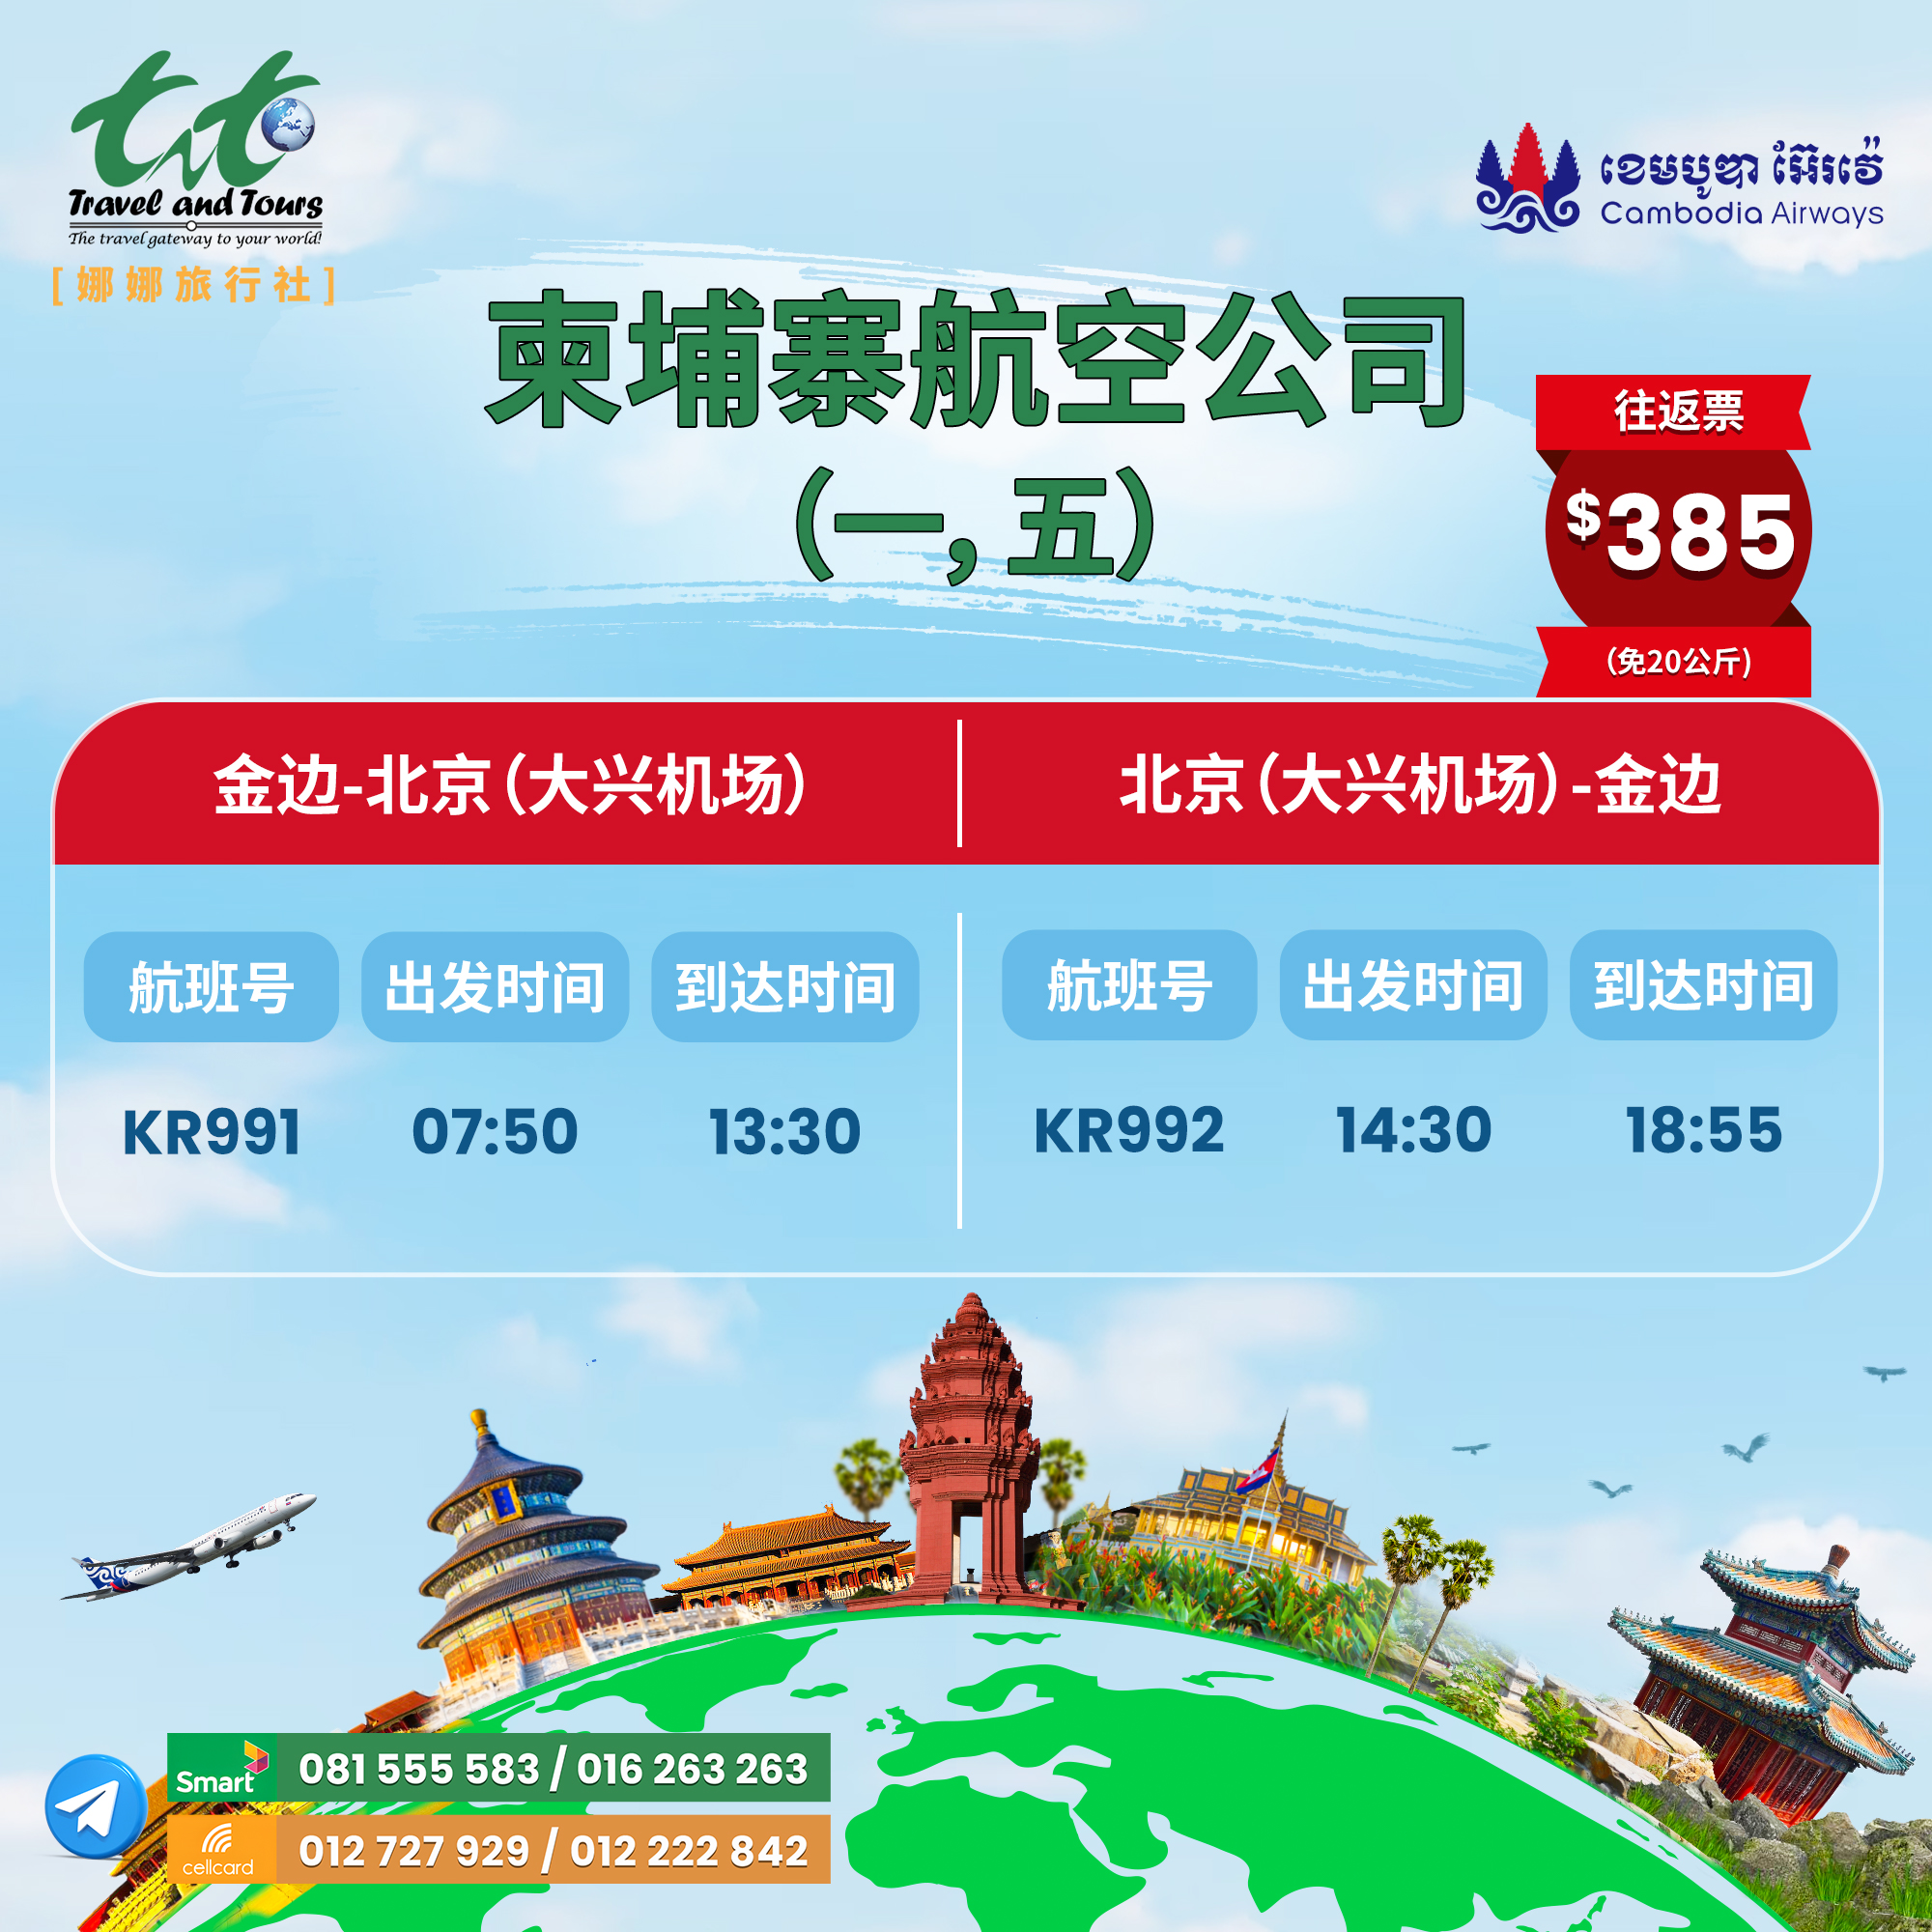 tnt
Travel and Tours
The travel gateway to your world!
[娜娜旅行社]
ខេមបូឌា អ៊ែរវ៉េ
Cambodia Airways
柬埔寨航空公司
(一, 五)
往返票
$385
(免20公斤)
金边-北京(大兴机场)
北京(大兴机场)-金边
航班号 出发时间 到达时间
航班号 出发时间 到达时间
KR991 07:50 13:30
KR992 14:30 18:55
Smart 081 555 583 / 016 263 263
cellcard 012 727 929 / 012 222 842